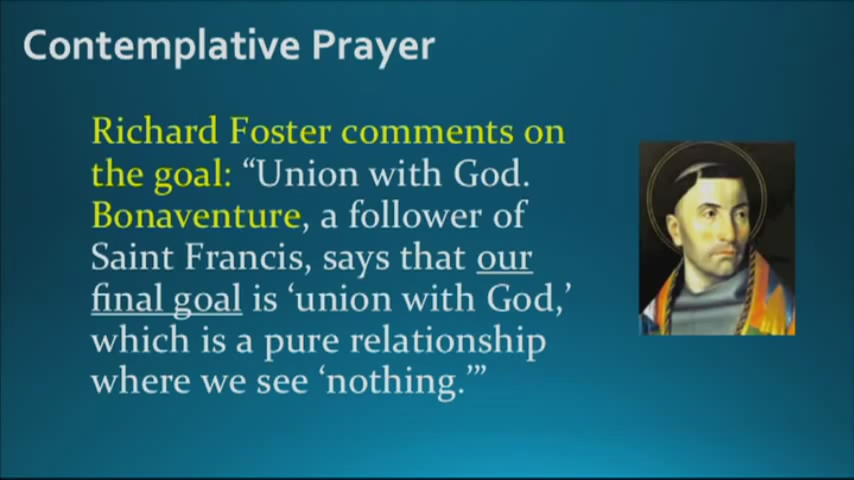 Contemplative Prayer
Richard Foster comments on
the goal: “Union with God.
Bonaventure, a follower of
Saint Francis, says that our
final goal is ‘union with God,’
which is a pure relationship
where we see ‘nothing.’”